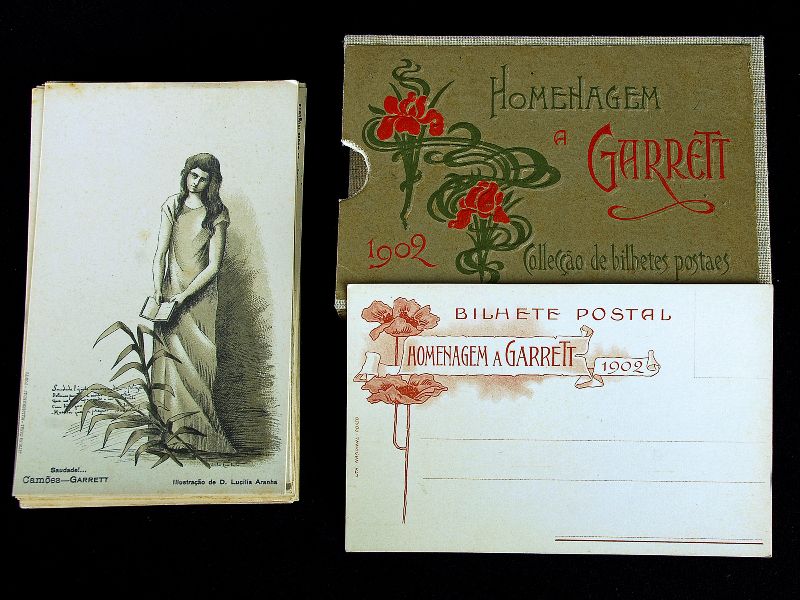 Saudade!...
Camões—GARRETT
Illustração de D. Lucilia Aranha
HOMENAGEM
A GARRETT
1902
Collecção de bilhetes postaes
BILHETE POSTAL
HOMENAGEM A GARRETT
1902